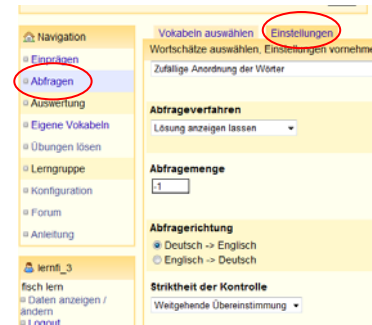 Navigation
Einprägen
Abfragen
Auswertung
Eigene Vokabeln
Übungen lösen
Lerngruppe
Konfiguration
Forum
Anleitung
lernfi_3
fisch lern
Daten anzeigen /
ändern
Logout
Vokabeln auswählen Einstellungen
Wortschätze auswählen, Einstellungen vornehme
Zufällige Anordnung der Wörter
Abfrageverfahren
Lösung anzeigen lassen
Abfragemenge
-1
Abfragerichtung
Deutsch -> Englisch
Englisch -> Deutsch
Striktheit der Kontrolle
Weitgehende Übereinstimmung